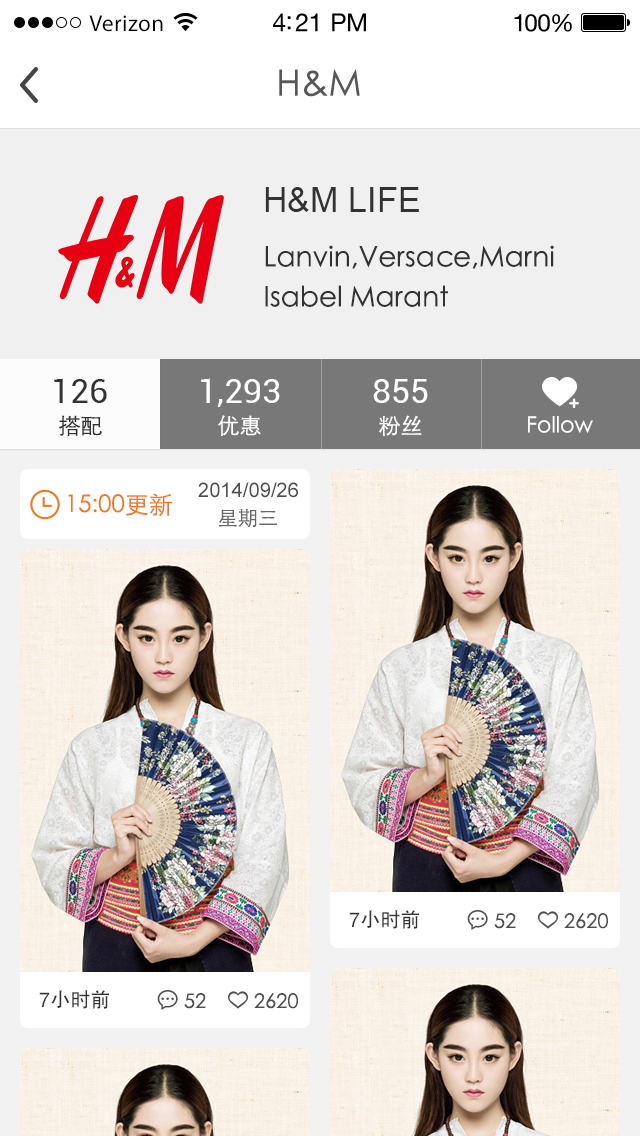 Verizon 4:21 PM 100%
H&M
H&M
H&M LIFE
Lanvin,Versace,Marni
Isabel Marant
126 1,293 855
搭配 优惠 粉丝 Follow
15:00更新
2014/09/26
星期三
7小时前 52 2620
7小时前 52 2620